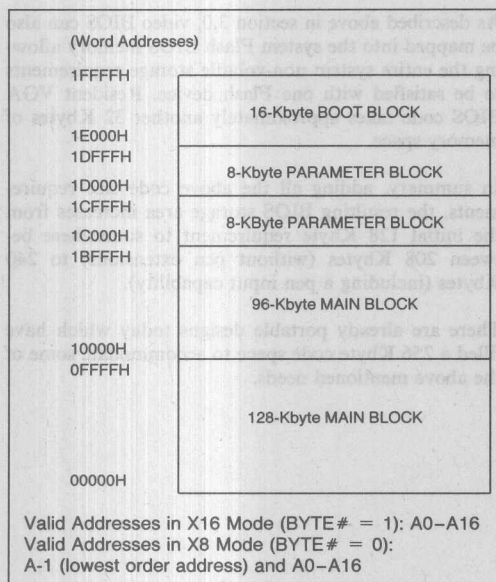 (Word Addresses)
1FFFFH
16-Kbyte BOOT BLOCK
1E000H
1DFFFH
8-Kbyte PARAMETER BLOCK
1D000H
1CFFFH
8-Kbyte PARAMETER BLOCK
1C000H
1BFFFH
96-Kbyte MAIN BLOCK
10000H
0FFFFH
128-Kbyte MAIN BLOCK
00000H
Valid Addresses in X16 Mode (BYTE# = 1): A0–A16
Valid Addresses in X8 Mode (BYTE# = 0):
A-1 (lowest order address) and A0–A16